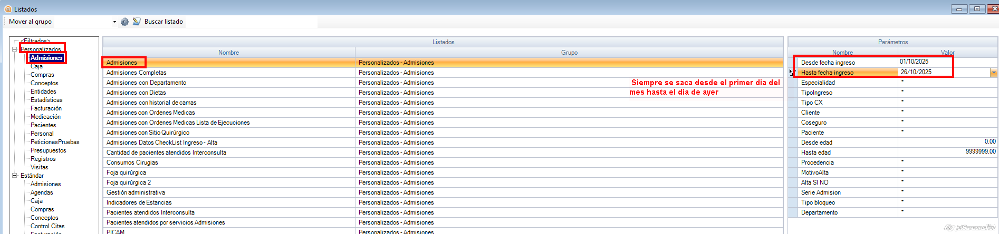 Listados
Mover al grupo
Buscar listado
<Filtrados>
Personalizados
Admisiones
Caja
Compras
Conceptos
Entidades
Estadísticas
Facturación
Medicación
Pacientes
Personal
PeticionesPruebas
Presupuestos
Registros
Visitas
Estándar
Admisiones
Agendas
Caja
Compras
Conceptos
Control Citas
Facturación
Listados
Nombre Grupo
Admisiones Personalizados - Admisiones
Admisiones Completas Personalizados - Admisiones
Admisiones con Departamento Personalizados - Admisiones
Admisiones con Dietas Personalizados - Admisiones
Admisiones con historial de camas Personalizados - Admisiones
Admisiones con Ordenes Medicas Personalizados - Admisiones
Admisiones con Ordenes Medicas Lista de Ejecuciones Personalizados - Admisiones
Admisiones con Sitio Quirúrgico Personalizados - Admisiones
Admisiones Datos CheckList Ingreso - Alta Personalizados - Admisiones
Cantidad de pacientes atendidos Interconsulta Personalizados - Admisiones
Consumos Cirugias Personalizados - Admisiones
Foja quirúrgica Personalizados - Admisiones
Foja quirúrgica 2 Personalizados - Admisiones
Gestión administrativa Personalizados - Admisiones
Indicadores de Estancias Personalizados - Admisiones
Pacientes atendidos Interconsulta Personalizados - Admisiones
Pacientes atendidos por servicios Admisiones Personalizados - Admisiones
PICAM Personalizados - Admisiones
Siempre se saca desde el primer dia del
mes hasta el dia de ayer
Parámetros
Nombre Valor
Desde fecha ingreso 01/10/2025
Hasta fecha ingreso 26/10/2025
Especialidad *
TipoIngreso *
Tipo CX *
Cliente *
Coseguro *
Paciente *
Desde edad 0,00
Hasta edad 9999999,00
Procedencia *
MotivoAlta *
Alta SI NO *
Serie Admision *
Tipo bloqueo *
Departamento *
jetScreenshot